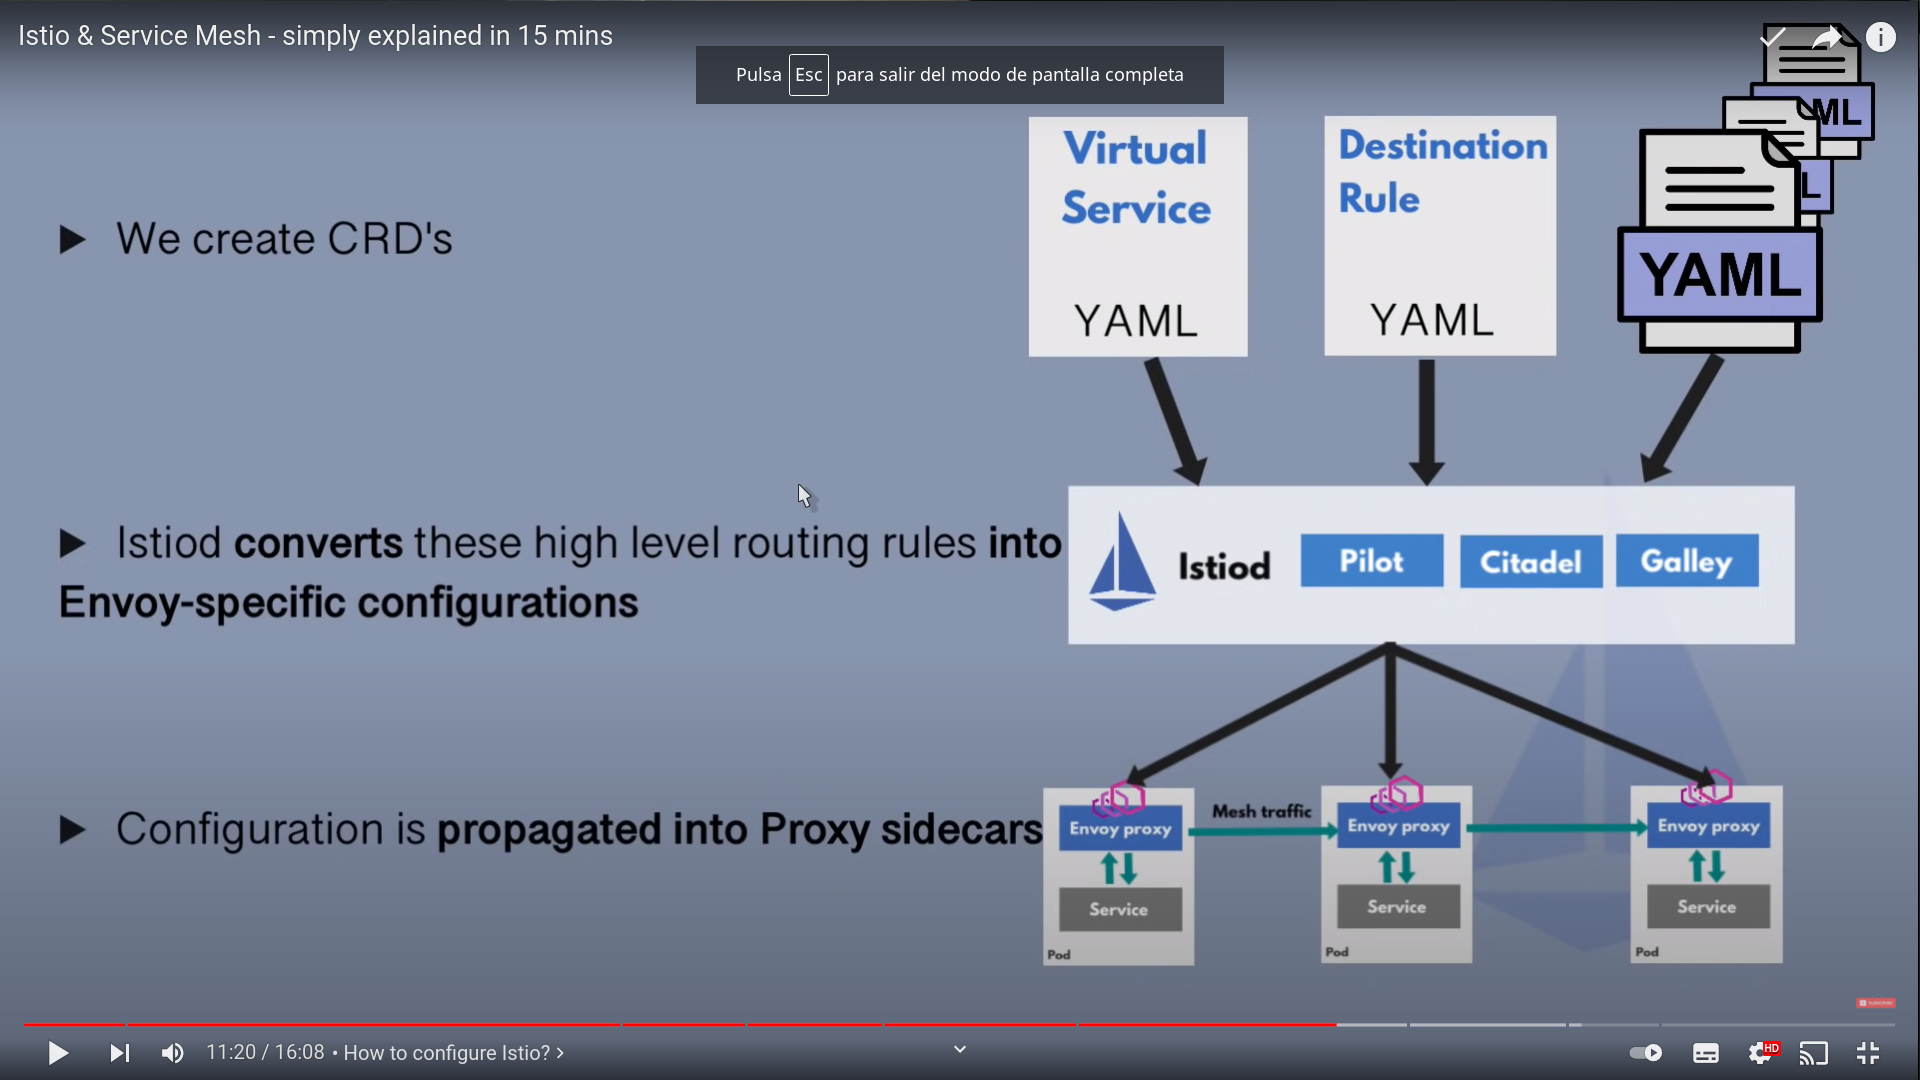 Istio & Service Mesh - simply explained in 15 mins
Pulsa Esc para salir del modo de pantalla completa
ML
L
YAML
Virtual
Service
YAML
Destination
Rule
YAML
▶ We create CRD's
▶ Istiod converts these high level routing rules into
Envoy-specific configurations
Istiod
Pilot
Citadel
Galley
▶ Configuration is propagated into Proxy sidecars
Envoy proxy
Service
Pod
Mesh traffic
Envoy proxy
Service
Pod
Envoy proxy
Service
Pod
SUBSCRIBE
11:20 / 16:08 • How to configure Istio? >
HD